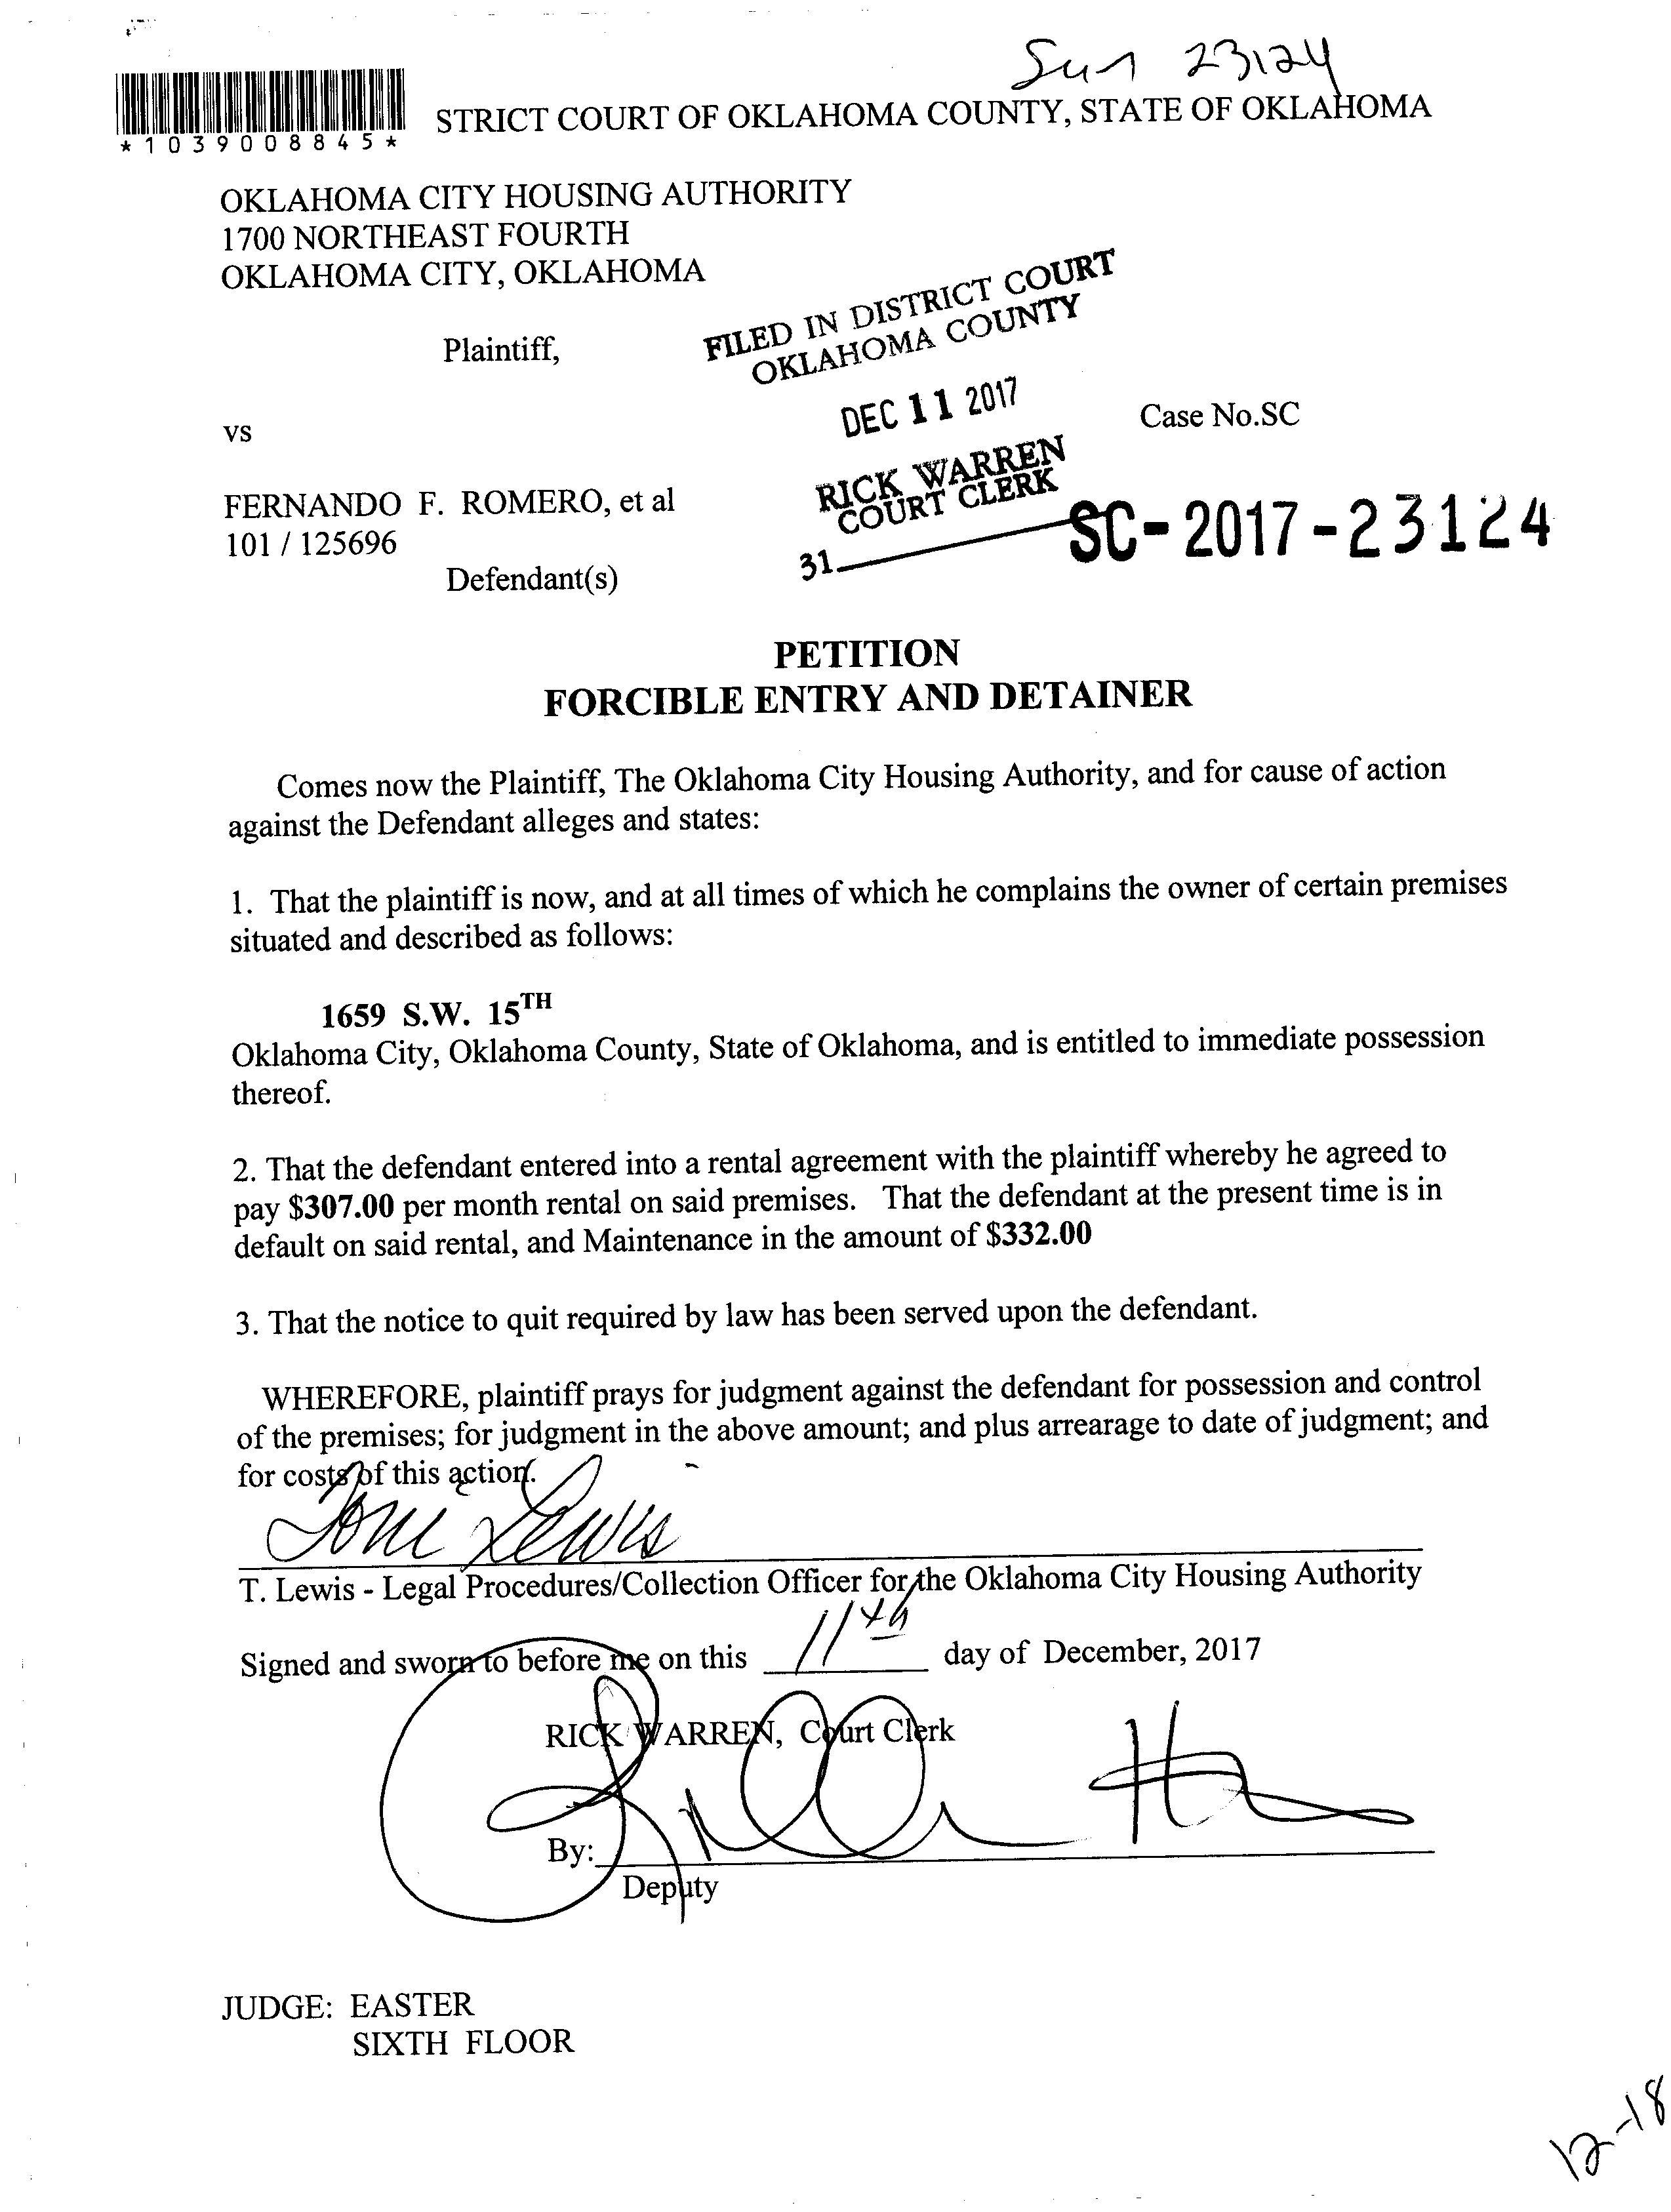 Sun 23124
*1039008845*
STRICT COURT OF OKLAHOMA COUNTY, STATE OF OKLAHOMA
OKLAHOMA CITY HOUSING AUTHORITY
1700 NORTHEAST FOURTH
OKLAHOMA CITY, OKLAHOMA
FILED IN DISTRICT COURT
OKLAHOMA COUNTY
Plaintiff,
DEC 11 2017
Case No.SC
vs
RICK WARREN
COURT CLERK
FERNANDO F. ROMERO, et al
SC-2017-23124
101 / 125696
31
Defendant(s)
PETITION
FORCIBLE ENTRY AND DETAINER
Comes now the Plaintiff, The Oklahoma City Housing Authority, and for cause of action
against the Defendant alleges and states:
1. That the plaintiff is now, and at all times of which he complains the owner of certain premises
situated and described as follows:
1659 S.W. 15TH
Oklahoma City, Oklahoma County, State of Oklahoma, and is entitled to immediate possession
thereof.
2. That the defendant entered into a rental agreement with the plaintiff whereby he agreed to
pay $307.00 per month rental on said premises. That the defendant at the present time is in
default on said rental, and Maintenance in the amount of $332.00
3. That the notice to quit required by law has been served upon the defendant.
WHEREFORE, plaintiff prays for judgment against the defendant for possession and control
of the premises; for judgment in the above amount; and plus arrearage to date of judgment; and
for costs of this action.
Toni Lewis
T. Lewis - Legal Procedures/Collection Officer for the Oklahoma City Housing Authority
Signed and sworn to before me on this 11th day of December, 2017
RICK WARREN, Court Clerk
By:
Deputy
JUDGE: EASTER
SIXTH FLOOR
12-18